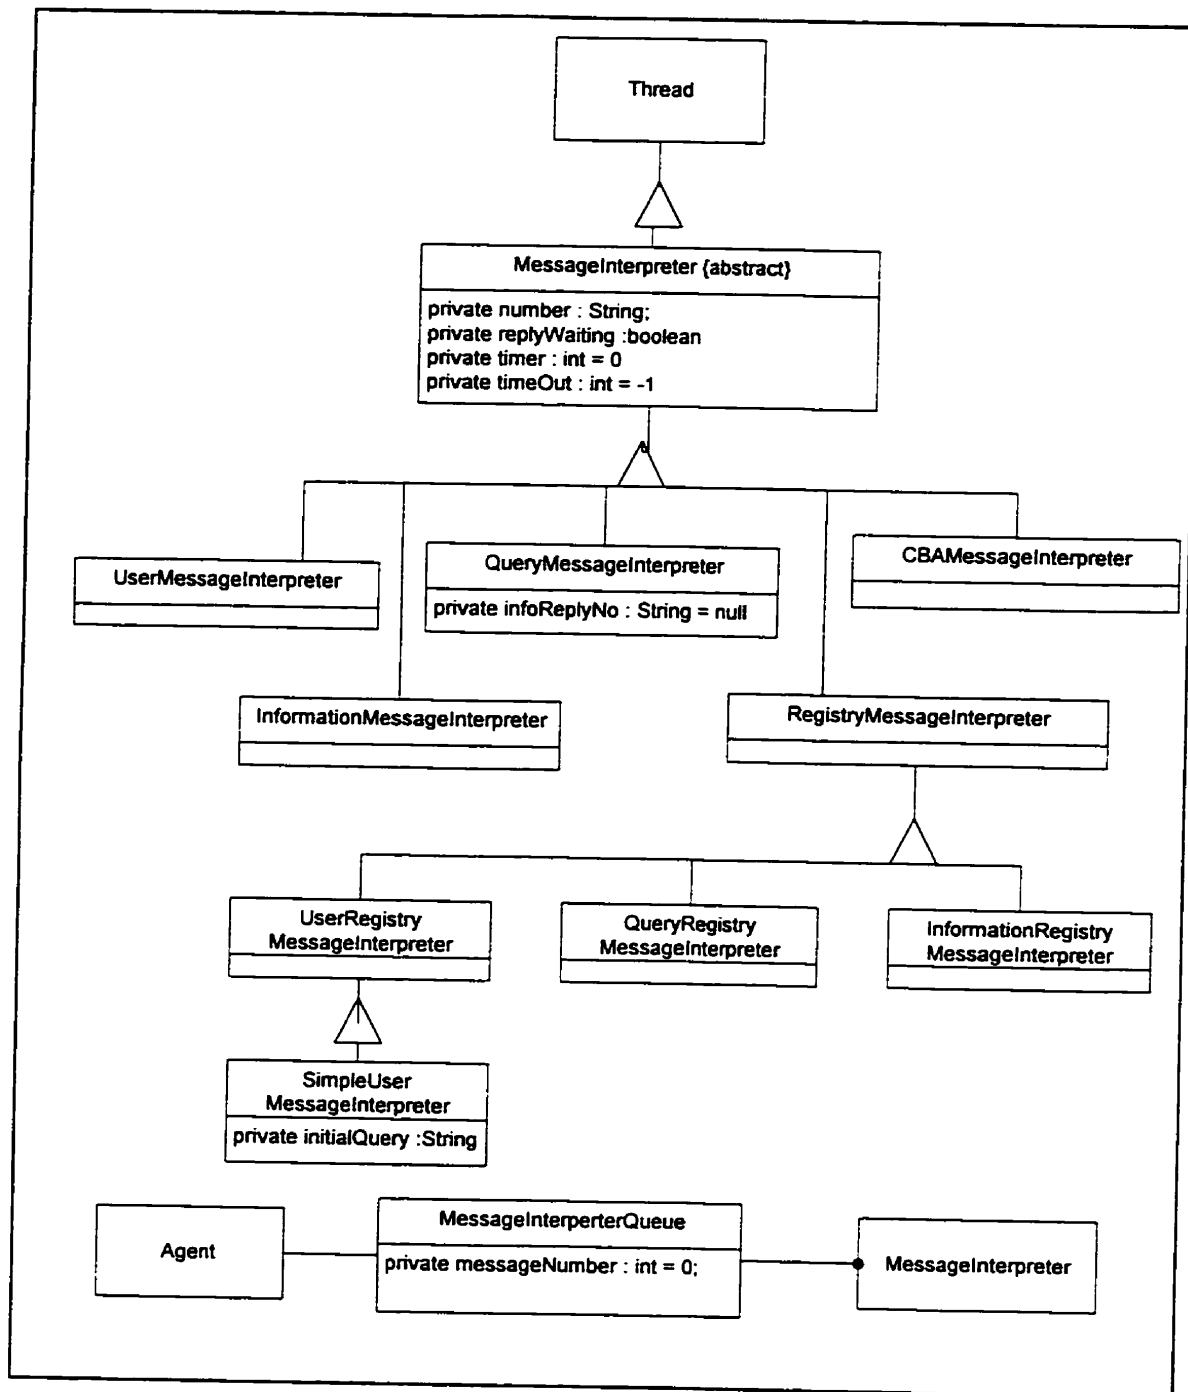 Thread
MessageInterpreter {abstract}
private number : String;
private replyWaiting :boolean
private timer : int = 0
private timeOut : int = -1
UserMessageInterpreter
QueryMessageInterpreter
private infoReplyNo : String = null
CBAMessageInterpreter
InformationMessageInterpreter
RegistryMessageInterpreter
UserRegistry
MessageInterpreter
QueryRegistry
MessageInterpreter
InformationRegistry
MessageInterpreter
SimpleUser
MessageInterpreter
private initialQuery :String
Agent
MessageInterperterQueue
private messageNumber : int = 0;
MessageInterpreter